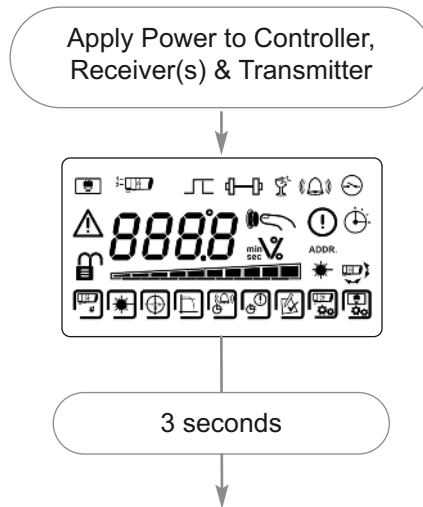 Apply Power to Controller,
Receiver(s) & Transmitter
888.8°
min
sec
%
ADDR.
#
3 seconds